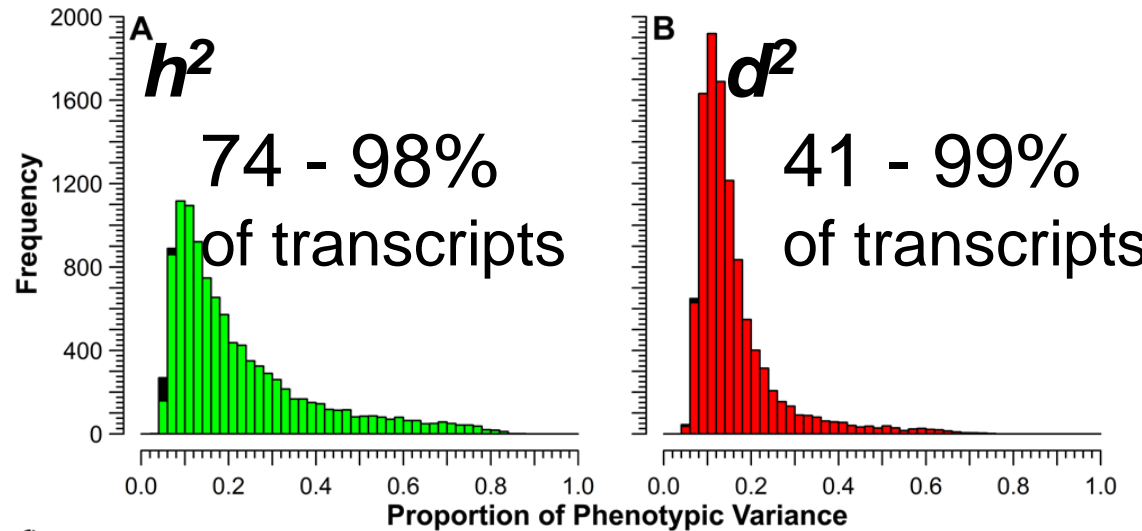 A
h²
74 - 98%
of transcripts
B
d²
41 - 99%
of transcripts
Frequency
2000
1600
1200
800
400
0
0.0 0.2 0.4 0.6 0.8 1.0
0.0 0.2 0.4 0.6 0.8 1.0
Proportion of Phenotypic Variance